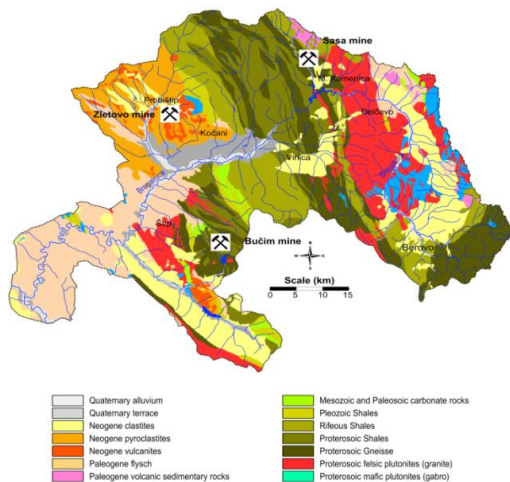 Sasa mine
M. Kamenica
Probištip
Zletovo mine
Delčevo
Kočani
Vinica
Bregalnica
Štip
Bučim mine
Berovo
Scale (km)
0 5 10 15
Quaternary alluvium
Quaternary terrace
Neogene clastites
Neogene pyroclastites
Neogene vulcanites
Paleogene flysch
Paleogene volcanic sedimentary rocks
Mesozoic and Paleosoic carbonate rocks
Pleozoic Shales
Rifeous Shales
Proterosoic Shales
Proterosoic Gneisse
Proterosoic felsic plutonites (granite)
Proterosoic mafic plutonites (gabro)